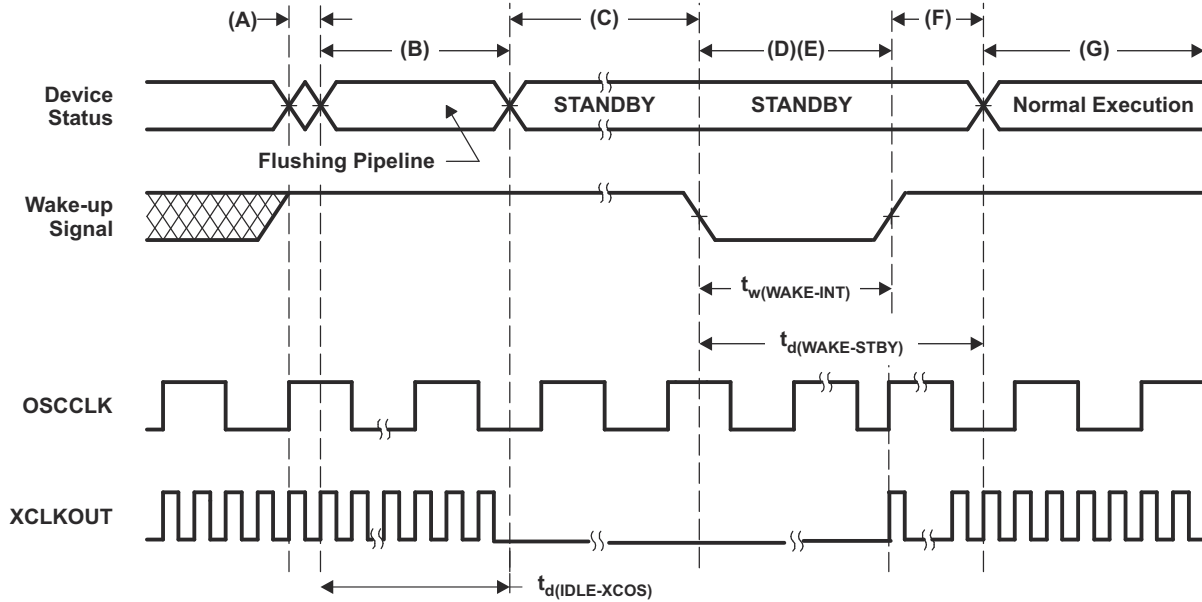 (A)
(C)
(F)
(B)
(D)(E)
(G)
Device
Status
STANDBY
STANDBY
Normal Execution
Flushing Pipeline
Wake-up
Signal
tw(WAKE-INT)
td(WAKE-STBY)
OSCCLK
XCLKOUT
td(IDLE-XCOS)